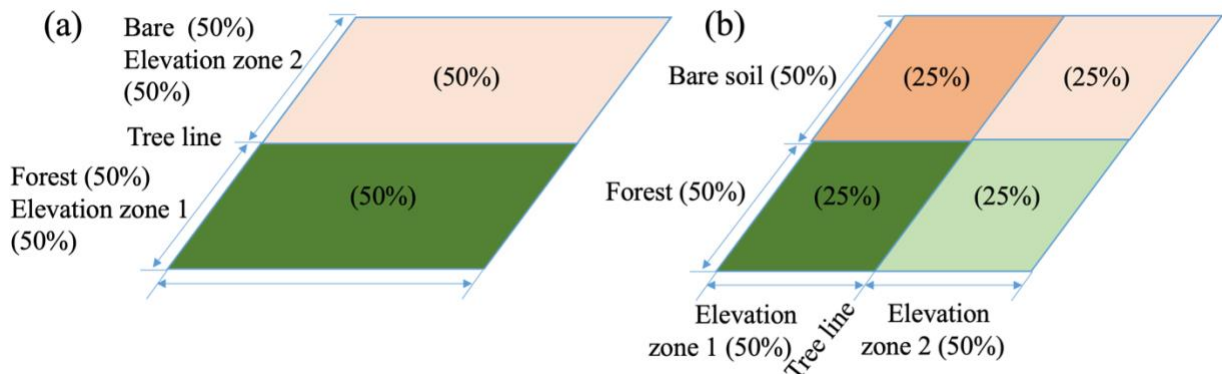 (a)
Bare (50%)
Elevation zone 2
(50%)
(50%)
Tree line
Forest (50%)
Elevation zone 1
(50%)
(50%)
(b)
Bare soil (50%)
(25%)
(25%)
Forest (50%)
(25%)
(25%)
Elevation
zone 1 (50%)
Tree line
Elevation
zone 2 (50%)